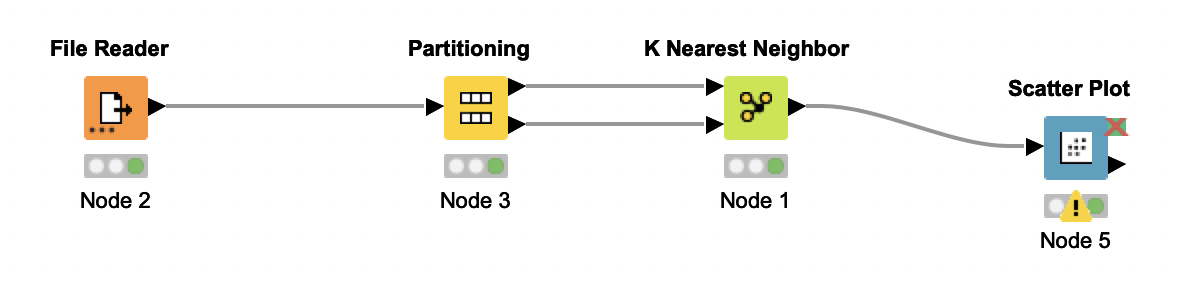 File Reader
Partitioning
K Nearest Neighbor
Scatter Plot
Node 2
Node 3
Node 1
Node 5